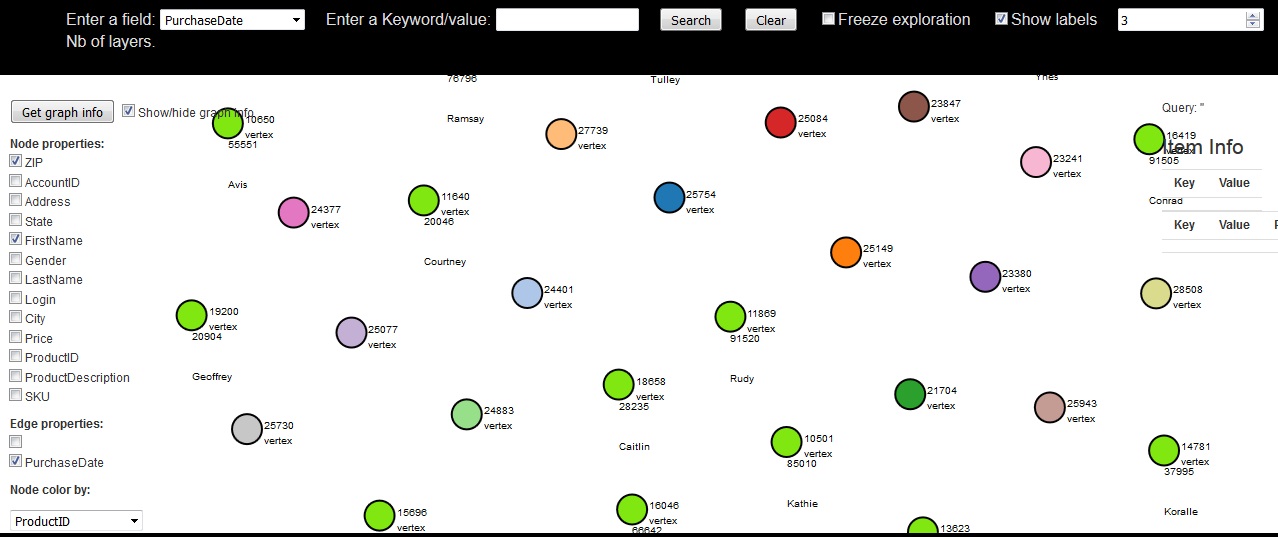 Enter a field: PurchaseDate Enter a Keyword/value: Search Clear Freeze exploration Show labels 3
Nb of layers.
76796
Tulley
Ynes
Get graph info Show/hide graph info
Node properties:
ZIP
AccountID
Address
State
FirstName
Gender
LastName
Login
City
Price
ProductID
ProductDescription
SKU
Edge properties:
PurchaseDate
Node color by:
ProductID
10650
vertex
55551
Avis
Ramsay
27739
vertex
25084
vertex
23847
vertex
23241
vertex
16419
vertex
91505
Conrad
24377
vertex
11640
vertex
20046
Courtney
25754
vertex
25149
vertex
23380
vertex
28508
vertex
24401
vertex
19200
vertex
20904
Geoffrey
25077
vertex
11869
vertex
91520
Rudy
18658
vertex
28235
Caitlin
21704
vertex
25943
vertex
24883
vertex
25730
vertex
10501
vertex
85010
Kathie
14781
vertex
37995
Koralle
15696
vertex
16046
vertex
66642
13623
Query: "
Item Info
Key Value
Key Value P